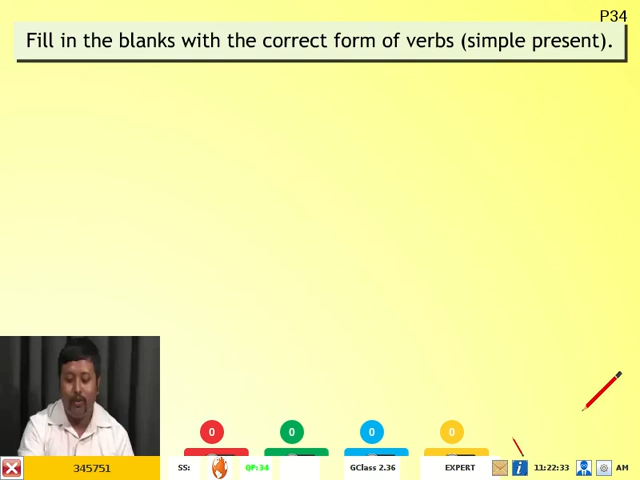 P34
Fill in the blanks with the correct form of verbs (simple present).
0 0 0 0
345751 SS: QP:34 GClass 2.36 EXPERT 11:22:33 AM